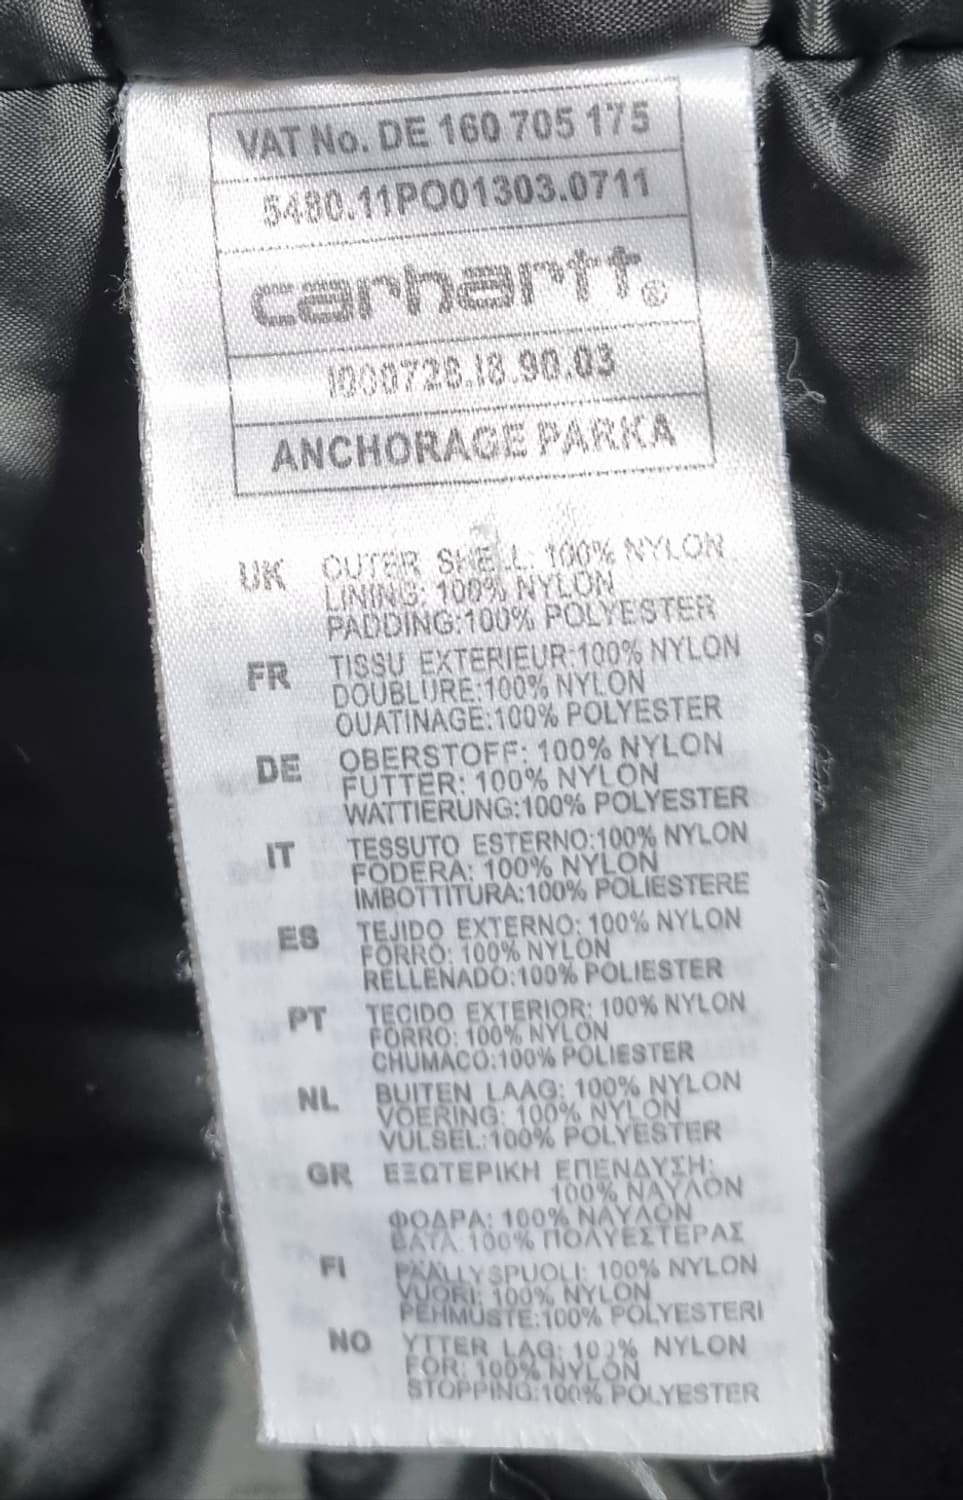 VAT No. DE 160 705 175
5480.11PO01303.0711
carhartt®
I000728.I8.90.03
ANCHORAGE PARKA
UK OUTER SHELL: 100% NYLON
LINING: 100% NYLON
PADDING:100% POLYESTER
FR TISSU EXTERIEUR:100% NYLON
DOUBLURE:100% NYLON
OUATINAGE:100% POLYESTER
DE OBERSTOFF: 100% NYLON
FUTTER: 100% NYLON
WATTIERUNG:100% POLYESTER
IT TESSUTO ESTERNO:100% NYLON
FODERA: 100% NYLON
IMBOTTITURA:100% POLIESTERE
ES TEJIDO EXTERNO: 100% NYLON
FORRO: 100% NYLON
RELLENADO:100% POLIESTER
PT TECIDO EXTERIOR: 100% NYLON
FORRO: 100% NYLON
CHUMACO:100% POLIESTER
NL BUITEN LAAG: 100% NYLON
VOERING: 100% NYLON
VULSEL:100% POLYESTER
GR ΕΞΩΤΕΡΙΚΗ ΕΠΕΝΔΥΣΗ:
100% ΝΑΥΛΟΝ
ΦΟΔΡΑ: 100% ΝΑΥΛΟΝ
ΒΑΤΑ:100% ΠΟΛΥΕΣΤΕΡΑΣ
FI PÄÄLLYSPUOLI: 100% NYLON
VUORI: 100% NYLON
PEHMUSTE:100% POLYESTERI
NO YTTER LAG: 100% NYLON
FOR: 100% NYLON
STOPPING:100% POLYESTER